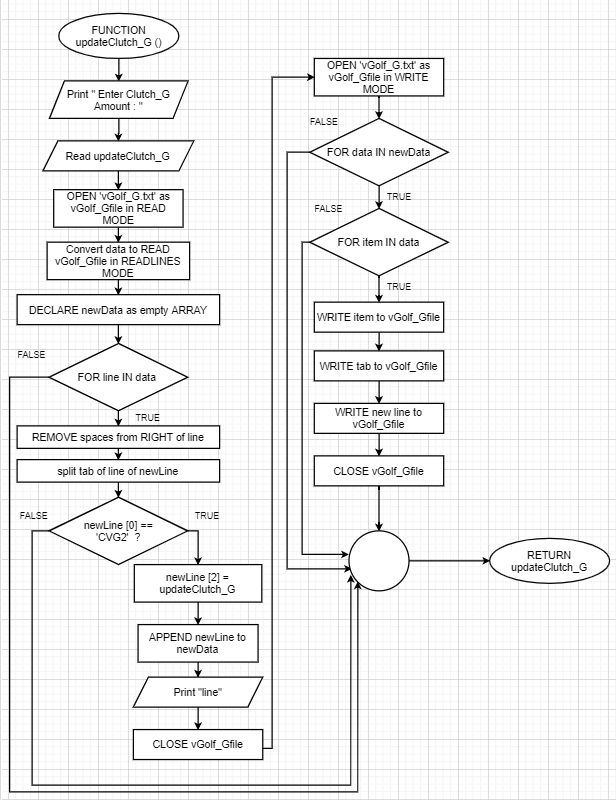 FUNCTION
updateClutch_G ()
Print " Enter Clutch_G
Amount : "
Read updateClutch_G
OPEN 'vGolf_G.txt' as
vGolf_Gfile in READ
MODE
Convert data to READ
vGolf_Gfile in READLINES
MODE
DECLARE newData as empty ARRAY
FALSE
FOR line IN data
TRUE
REMOVE spaces from RIGHT of line
split tab of line of newLine
FALSE
newLine [0] ==
'CVG2' ?
TRUE
newLine [2] =
updateClutch_G
APPEND newLine to
newData
Print "line"
CLOSE vGolf_Gfile
OPEN 'vGolf_G.txt' as
vGolf_Gfile in WRITE
MODE
FALSE
FOR data IN newData
TRUE
FALSE
FOR item IN data
TRUE
WRITE item to vGolf_Gfile
WRITE tab to vGolf_Gfile
WRITE new line to
vGolf_Gfile
CLOSE vGolf_Gfile
RETURN
updateClutch_G